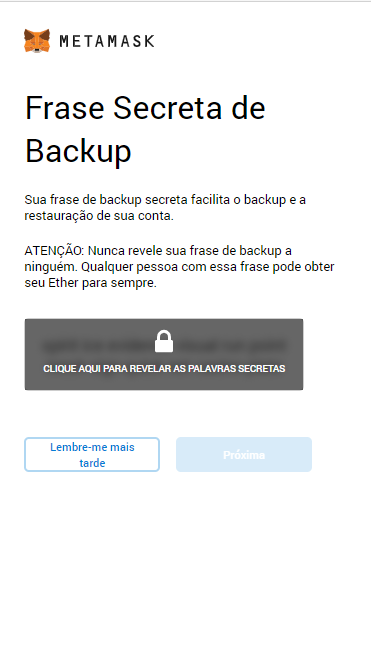 METAMASK
Frase Secreta de
Backup
Sua frase de backup secreta facilita o backup e a
restauração de sua conta.
ATENÇÃO: Nunca revele sua frase de backup a
ninguém. Qualquer pessoa com essa frase pode obter
seu Ether para sempre.
CLIQUE AQUI PARA REVELAR AS PALAVRAS SECRETAS
Lembre-me mais
tarde
Próxima